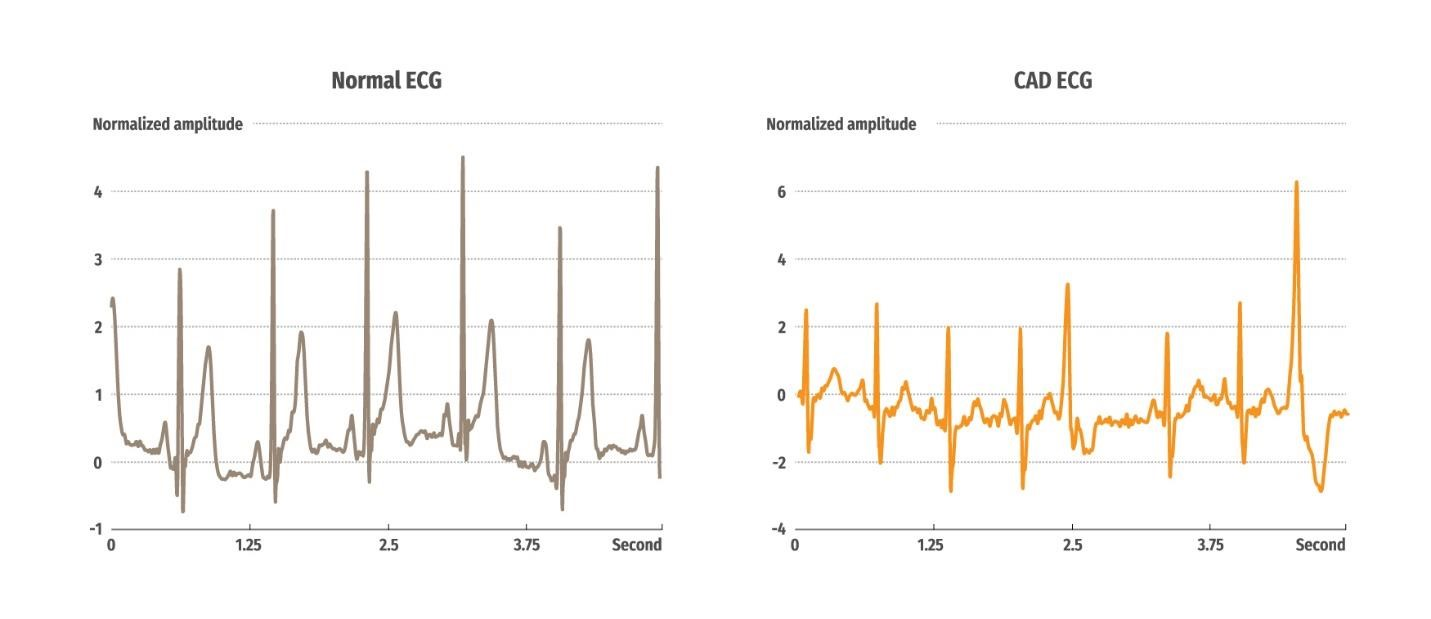 Normal ECG
Normalized amplitude
4
3
2
1
0
-1
0 1.25 2.5 3.75 Second
CAD ECG
Normalized amplitude
6
4
2
0
-2
-4
0 1.25 2.5 3.75 Second